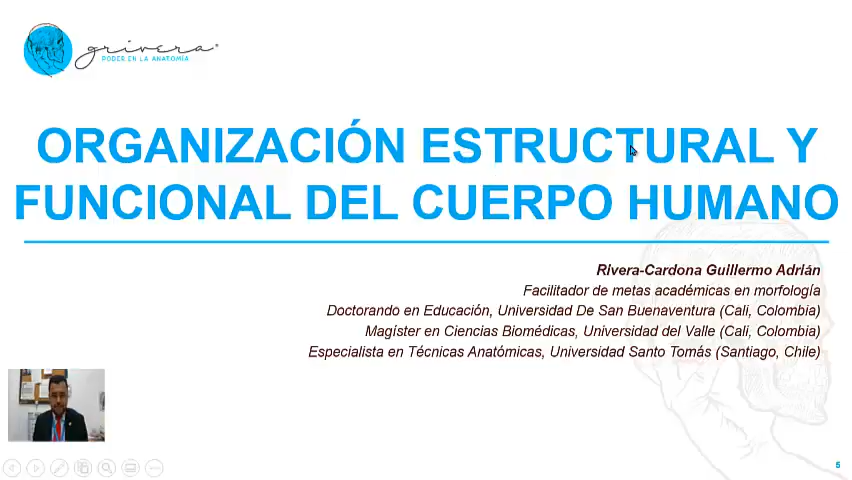 grivera®
PODER EN LA ANATOMÍA
ORGANIZACIÓN ESTRUCTURAL Y
FUNCIONAL DEL CUERPO HUMANO
Rivera-Cardona Guillermo Adrián
Facilitador de metas académicas en morfología
Doctorando en Educación, Universidad De San Buenaventura (Cali, Colombia)
Magíster en Ciencias Biomédicas, Universidad del Valle (Cali, Colombia)
Especialista en Técnicas Anatómicas, Universidad Santo Tomás (Santiago, Chile)
5